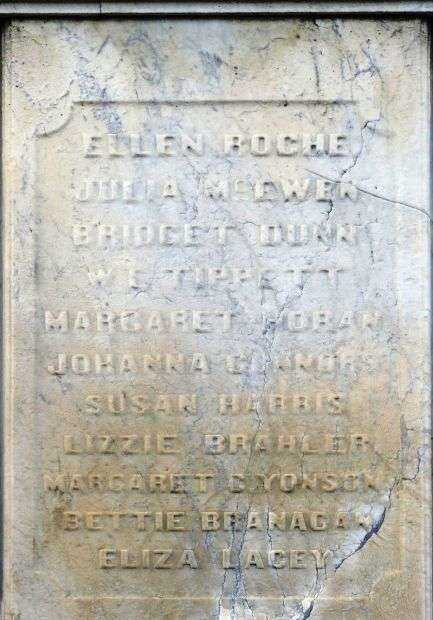 ELLEN ROCHE
JULIA McEWEN
BRIDGET DUNN
W E TIPPETT
MARGARET HORAN
JOHANNA CONNORS
SUSAN HARRIS
LIZZIE BRAHLER
MARGARET C YONSON
BETTIE BRANAGAN
ELIZA LACEY